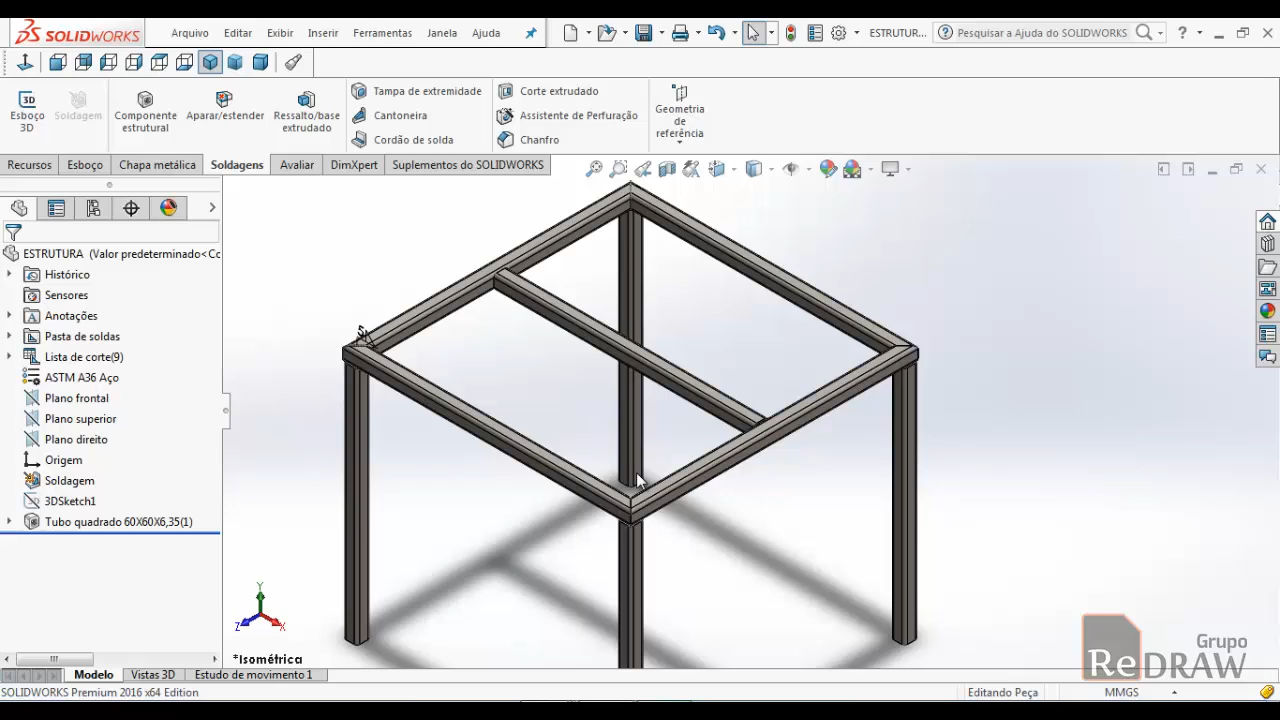 SOLIDWORKS
Arquivo Editar Exibir Inserir Ferramentas Janela Ajuda
ESTRUTUR...
Pesquisar a Ajuda do SOLIDWORKS
?
3D
Esboço 3D
Soldagem
Componente estrutural
Aparar/estender
Ressalto/base extrudado
Tampa de extremidade
Cantoneira
Cordão de solda
Corte extrudado
Assistente de Perfuração
Chanfro
Geometria de referência
Recursos Esboço Chapa metálica Soldagens Avaliar DimXpert Suplementos do SOLIDWORKS
ESTRUTURA (Valor predeterminado<Co
Histórico
Sensores
Anotações
Pasta de soldas
Lista de corte(9)
ASTM A36 Aço
Plano frontal
Plano superior
Plano direito
Origem
Soldagem
3DSketch1
Tubo quadrado 60X60X6,35(1)
Y
Z
X
*Isométrica
Grupo
ReDRAW
Modelo Vistas 3D Estudo de movimento 1
SOLIDWORKS Premium 2016 x64 Edition
Editando Peça
MMGS